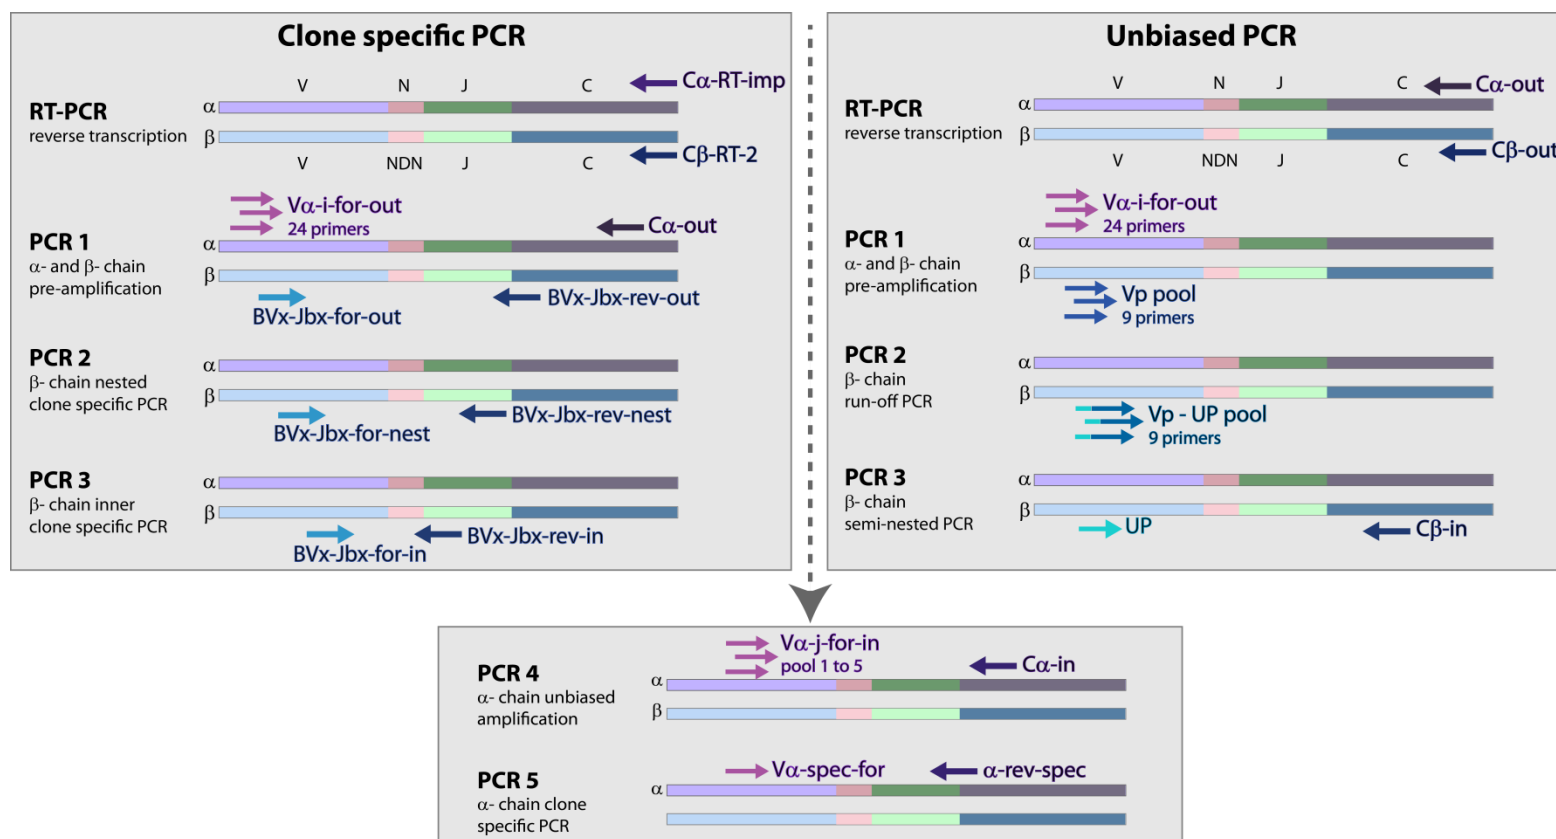 Clone specific PCR
V N J C
Cα-RT-imp
RT-PCR
reverse transcription
α
β
Cβ-RT-2
V NDN J C
Vα-i-for-out
24 primers
Cα-out
PCR 1
α- and β- chain
pre-amplification
α
β
BVx-Jbx-for-out
BVx-Jbx-rev-out
PCR 2
β- chain nested
clone specific PCR
α
β
BVx-Jbx-for-nest
BVx-Jbx-rev-nest
PCR 3
β- chain inner
clone specific PCR
α
β
BVx-Jbx-for-in
BVx-Jbx-rev-in
Unbiased PCR
V N J C
Cα-out
RT-PCR
reverse transcription
α
β
Cβ-out
V NDN J C
Vα-i-for-out
24 primers
PCR 1
α- and β- chain
pre-amplification
α
β
Vp pool
9 primers
PCR 2
β- chain
run-off PCR
α
β
Vp - UP pool
9 primers
PCR 3
β- chain
semi-nested PCR
α
β
UP
Cβ-in
Vα-j-for-in
pool 1 to 5
Cα-in
PCR 4
α- chain unbiased
amplification
α
β
Vα-spec-for
α-rev-spec
PCR 5
α- chain clone
specific PCR
α